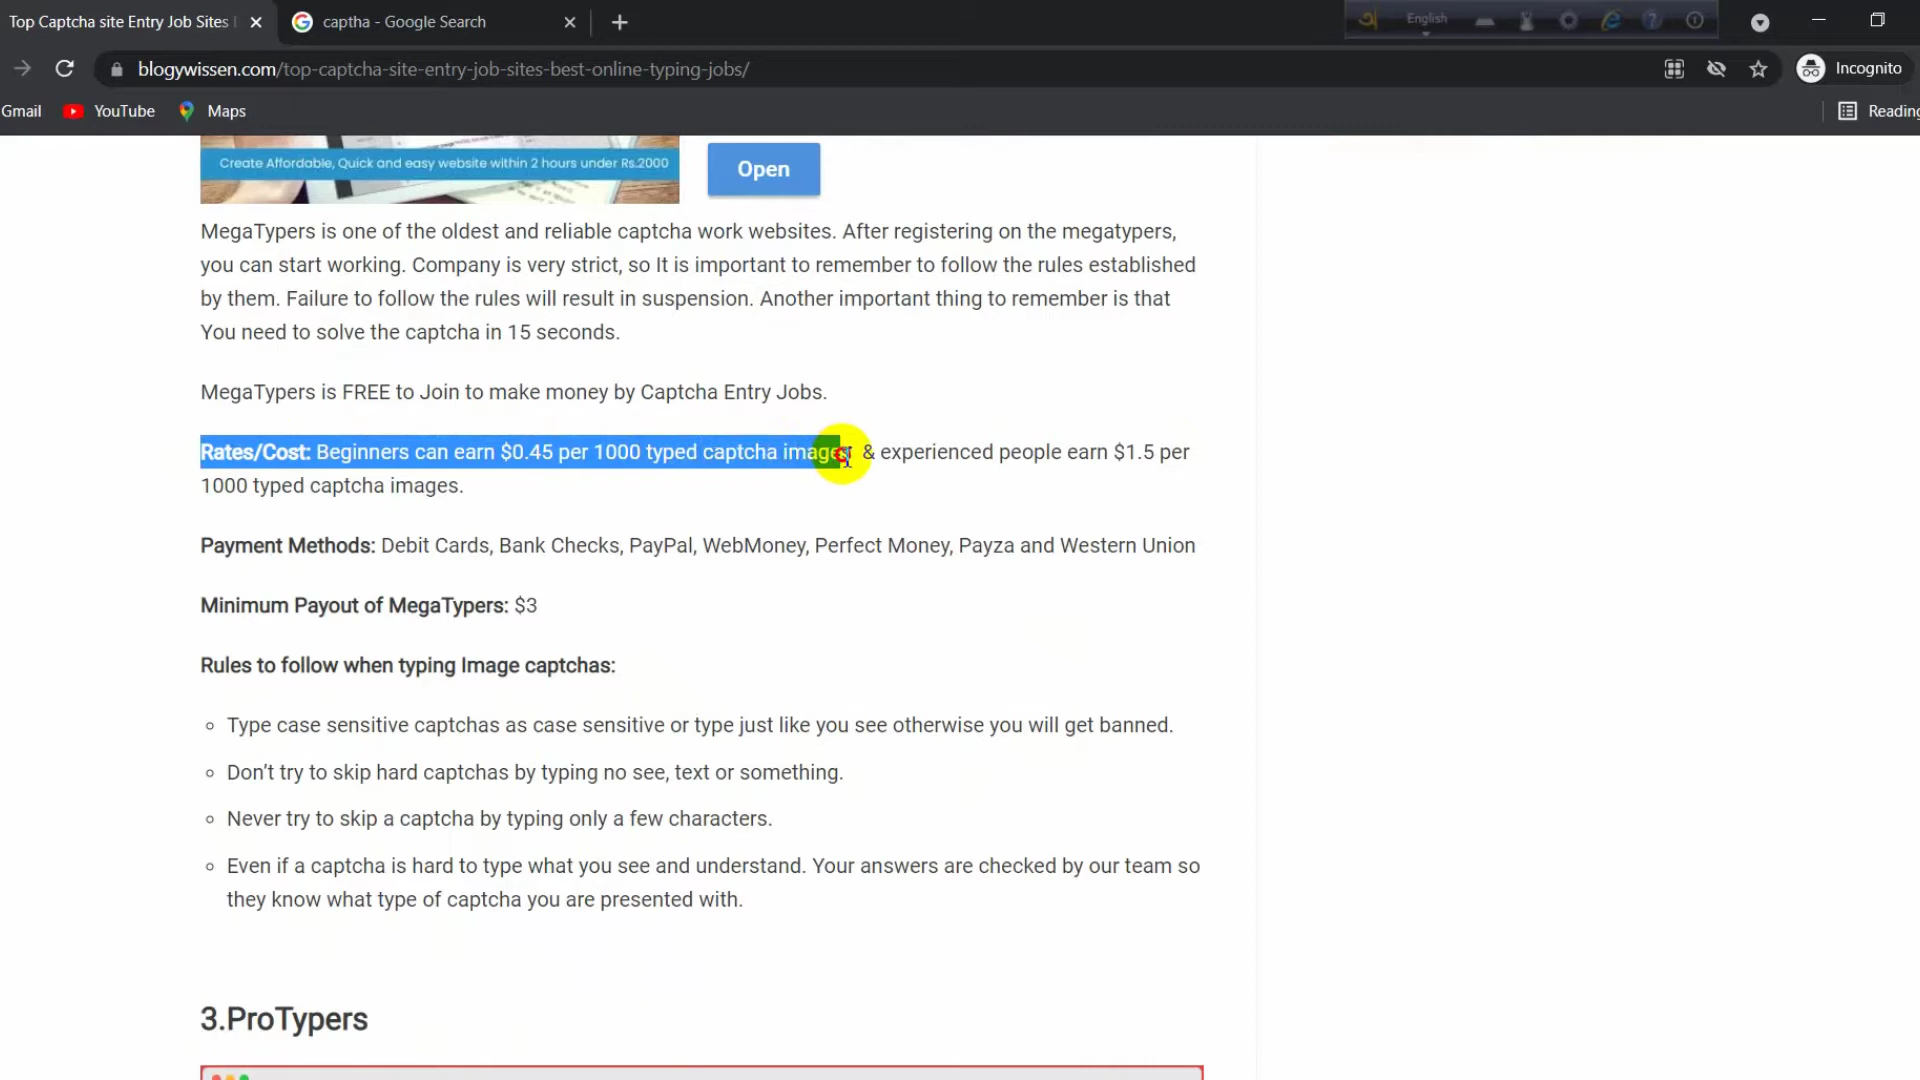 Top Captcha site Entry Job Sites
captha - Google Search
English
blogywissen.com/top-captcha-site-entry-job-sites-best-online-typing-jobs/
Incognito
Gmail
YouTube
Maps
Reading
Create Affordable, Quick and easy website within 2 hours under Rs.2000
Open
MegaTypers is one of the oldest and reliable captcha work websites. After registering on the megatypers,
you can start working. Company is very strict, so It is important to remember to follow the rules established
by them. Failure to follow the rules will result in suspension. Another important thing to remember is that
You need to solve the captcha in 15 seconds.
MegaTypers is FREE to Join to make money by Captcha Entry Jobs.
Rates/Cost: Beginners can earn $0.45 per 1000 typed captcha images & experienced people earn $1.5 per
1000 typed captcha images.
Payment Methods: Debit Cards, Bank Checks, PayPal, WebMoney, Perfect Money, Payza and Western Union
Minimum Payout of MegaTypers: $3
Rules to follow when typing Image captchas:
Type case sensitive captchas as case sensitive or type just like you see otherwise you will get banned.
Don't try to skip hard captchas by typing no see, text or something.
Never try to skip a captcha by typing only a few characters.
Even if a captcha is hard to type what you see and understand. Your answers are checked by our team so
they know what type of captcha you are presented with.
3.ProTypers